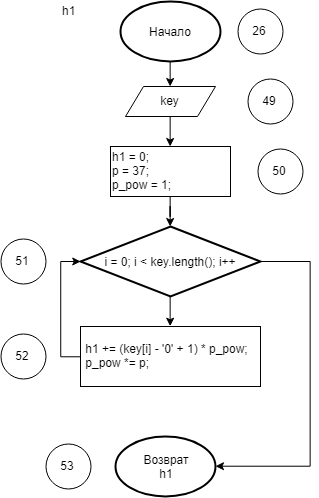 h1
Начало
26
key
49
h1 = 0;
p = 37;
p_pow = 1;
50
51
i = 0; i < key.length(); i++
52
h1 += (key[i] - '0' + 1) * p_pow;
p_pow *= p;
53
Возврат
h1